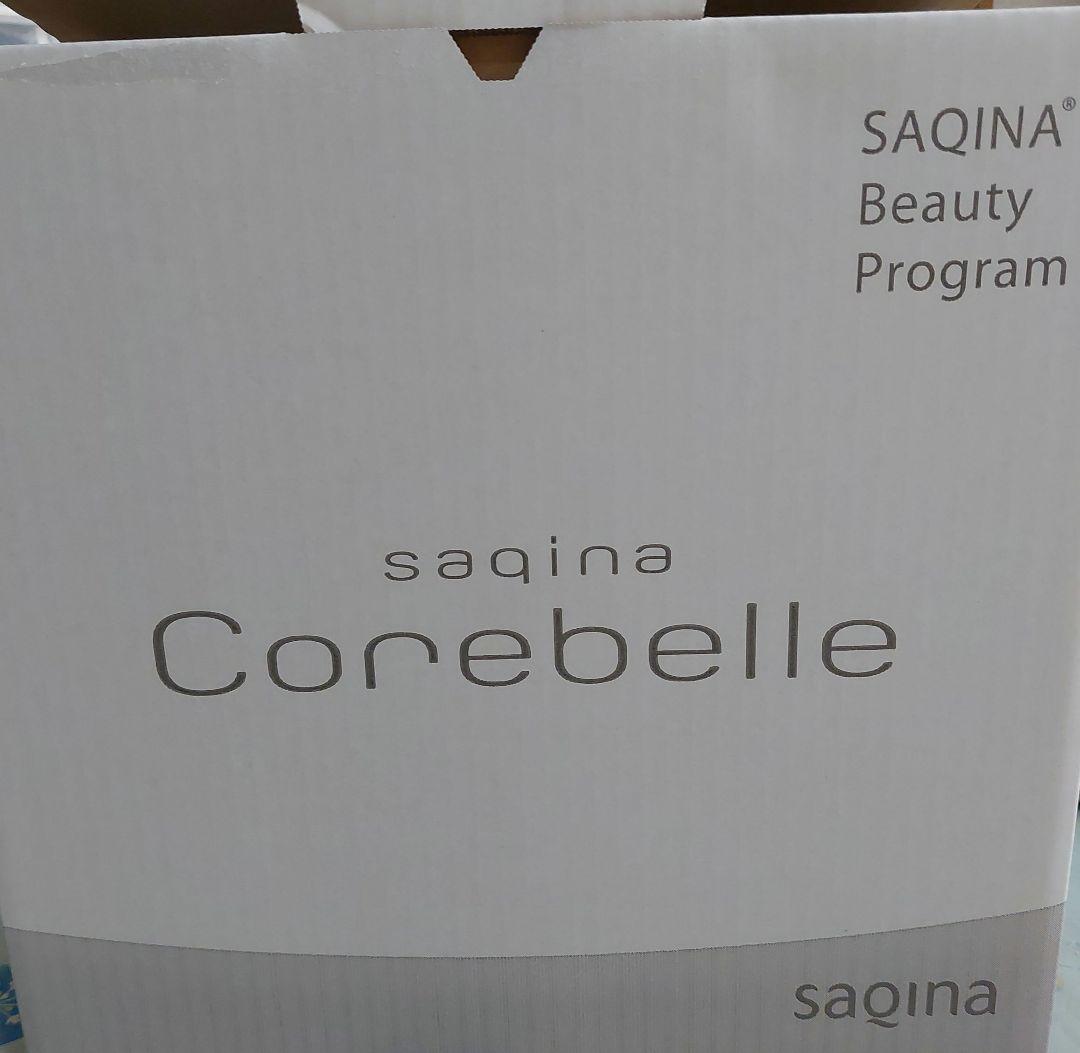 SAQINA®
Beauty
Program
saqina
Corebelle
saqina